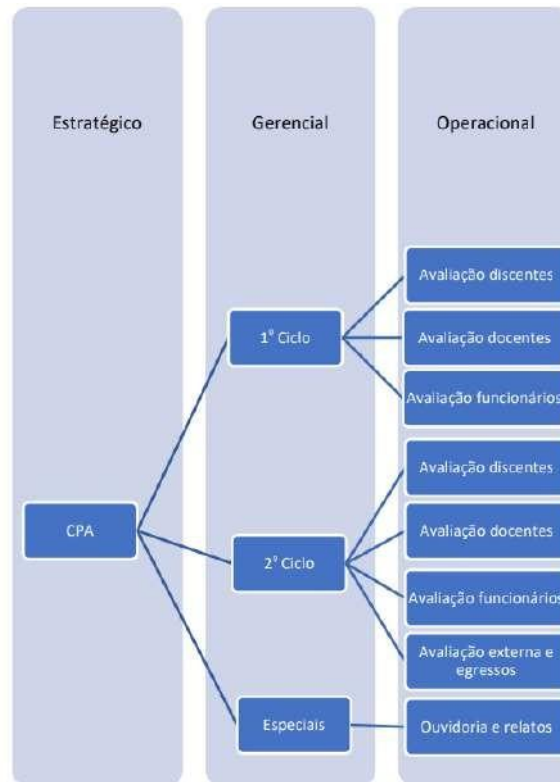 Estratégico
Gerencial
Operacional
Avaliação discentes
1º Ciclo
Avaliação docentes
Avaliação funcionários
Avaliação discentes
CPA
Avaliação docentes
2º Ciclo
Avaliação funcionários
Avaliação externa e
egressos
Especiais
Ouvidoria e relatos